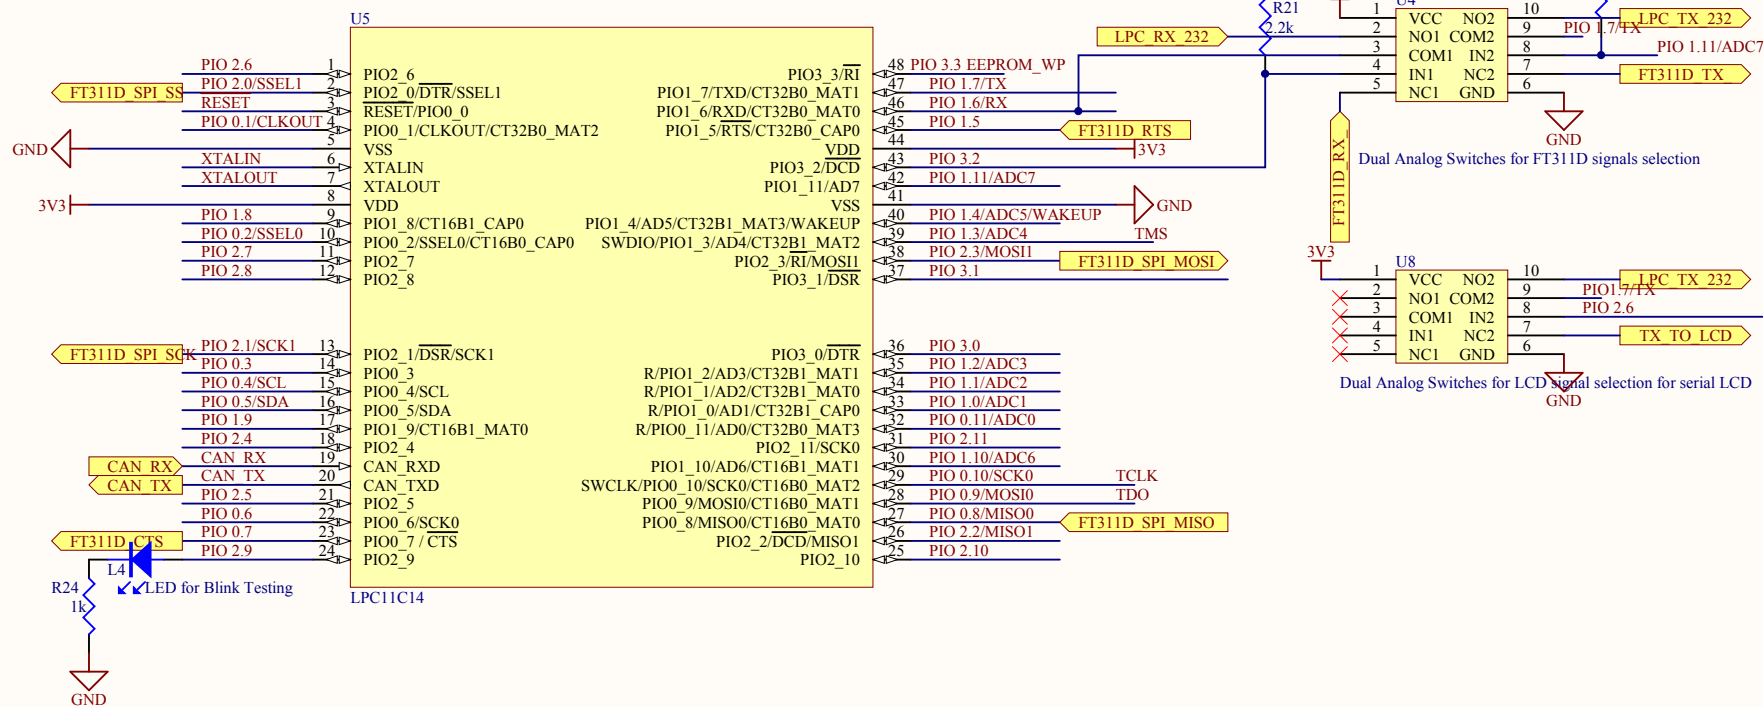 U5
PIO 2.6 1 PIO2_6
FT311D_SPI_SS PIO 2.0/SSEL1 2 PIO2_0/DTR/SSEL1
RESET 3 RESET/PIO0_0
PIO 0.1/CLKOUT 4 PIO0_1/CLKOUT/CT32B0_MAT2
GND 5 VSS
XTALIN 6 XTALIN
XTALOUT 7 XTALOUT
3V3 8 VDD
PIO 1.8 9 PIO1_8/CT16B1_CAP0
PIO 0.2/SSEL0 10 PIO0_2/SSEL0/CT16B0_CAP0
PIO 2.7 11 PIO2_7
PIO 2.8 12 PIO2_8
FT311D_SPI_SCK PIO 2.1/SCK1 13 PIO2_1/DSR/SCK1
PIO 0.3 14 PIO0_3
PIO 0.4/SCL 15 PIO0_4/SCL
PIO 0.5/SDA 16 PIO0_5/SDA
PIO 1.9 17 PIO1_9/CT16B1_MAT0
PIO 2.4 18 PIO2_4
CAN_RX CAN_RX 19 CAN_RXD
CAN_TX CAN_TX 20 CAN_TXD
PIO 2.5 21 PIO2_5
PIO 0.6 22 PIO0_6/SCK0
FT311D_CTS PIO 0.7 23 PIO0_7 / CTS
PIO 2.9 24 PIO2_9
L4
LED for Blink Testing
R24
1k
GND
LPC11C14
PIO3_3/RI 48 PIO 3.3 EEPROM_WP
PIO1_7/TXD/CT32B0_MAT1 47 PIO 1.7/TX
PIO1_6/RXD/CT32B0_MAT0 46 PIO 1.6/RX
PIO1_5/RTS/CT32B0_CAP0 45 PIO 1.5 FT311D_RTS
VDD 44 3V3
PIO3_2/DCD 43 PIO 3.2
PIO1_11/AD7 42 PIO 1.11/ADC7
VSS 41 GND
PIO1_4/AD5/CT32B1_MAT3/WAKEUP 40 PIO 1.4/ADC5/WAKEUP
SWDIO/PIO1_3/AD4/CT32B1_MAT2 39 PIO 1.3/ADC4 TMS
PIO2_3/RI/MOSI1 38 PIO 2.3/MOSI1 FT311D_SPI_MOSI
PIO3_1/DSR 37 PIO 3.1
PIO3_0/DTR 36 PIO 3.0
R/PIO1_2/AD3/CT32B1_MAT1 35 PIO 1.2/ADC3
R/PIO1_1/AD2/CT32B1_MAT0 34 PIO 1.1/ADC2
R/PIO1_0/AD1/CT32B1_CAP0 33 PIO 1.0/ADC1
R/PIO0_11/AD0/CT32B0_MAT3 32 PIO 0.11/ADC0
PIO2_11/SCK0 31 PIO 2.11
PIO1_10/AD6/CT16B1_MAT1 30 PIO 1.10/ADC6
SWCLK/PIO0_10/SCK0/CT16B0_MAT2 29 PIO 0.10/SCK0 TCLK
PIO0_9/MOSI0/CT16B0_MAT1 28 PIO 0.9/MOSI0 TDO
PIO0_8/MISO0/CT16B0_MAT0 27 PIO 0.8/MISO0 FT311D_SPI_MISO
PIO2_2/DCD/MISO1 26 PIO 2.2/MISO1
PIO2_10 25 PIO 2.10
R21
2.2k
LPC_RX_232
U4
1 VCC NO2 10 LPC_TX_232
2 NO1 COM2 9 PIO 1.7/TX
3 COM1 IN2 8 PIO 1.11/ADC7
4 IN1 NC2 7 FT311D_TX_
5 NC1 GND 6
GND
FT311D_RX_
Dual Analog Switches for FT311D signals selection
3V3
U8
1 VCC NO2 10 LPC_TX_232
2 NO1 COM2 9 PIO1.7/TX
3 COM1 IN2 8 PIO 2.6
4 IN1 NC2 7 TX_TO_LCD
5 NC1 GND 6
Dual Analog Switches for LCD signal selection for serial LCD
GND